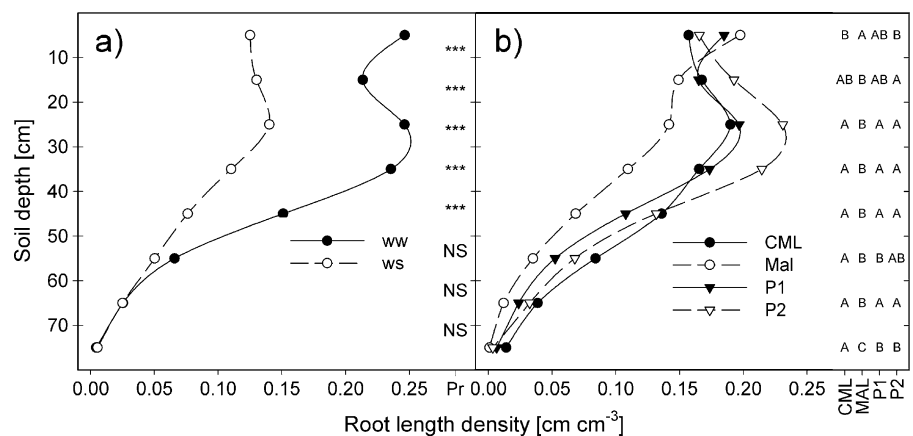 a)
b)
Soil depth [cm]
10
20
30
40
50
60
70
***
***
***
***
***
NS
NS
NS
ww
ws
CML
Mal
P1
P2
B A AB B
AB B AB A
A B A A
A B A A
A B A A
A B B AB
A B A A
A C B B
0.00 0.05 0.10 0.15 0.20 0.25 Pr
0.00 0.05 0.10 0.15 0.20 0.25
CML
MAL
P1
P2
Root length density [cm cm⁻³]